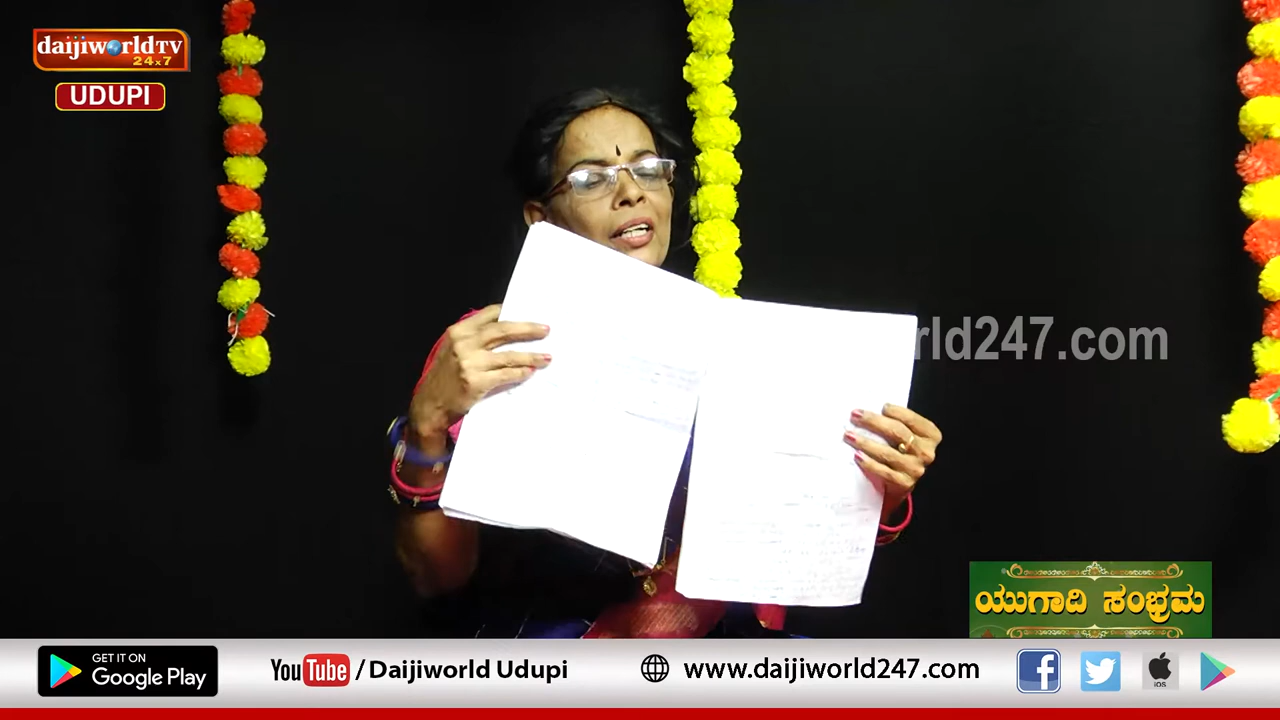 daijiworldTV
24x7
UDUPI
rld247.com
ಯುಗಾದಿ ಸಂಭ್ರಮ
GET IT ON
Google Play
YouTube / Daijiworld Udupi
www.daijiworld247.com
iOS